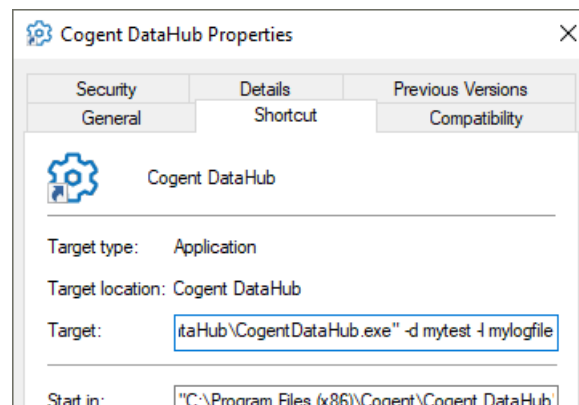 Cogent DataHub Properties
Security Details Previous Versions
General Shortcut Compatibility
Cogent DataHub
Target type: Application
Target location: Cogent DataHub
Target: ataHub\CogentDataHub.exe" -d mytest -l mylogfile
Start in: "C:\Program Files (x86)\Cogent\Cogent DataHub"